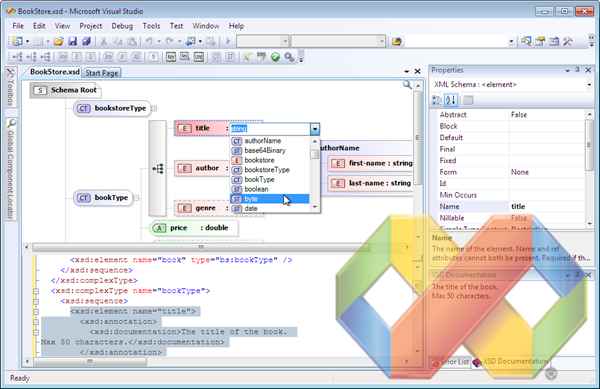 BookStore.xsd - Microsoft Visual Studio
File Edit View Project Debug Tools Test Window Help
BookStore.xsd Start Page
Toolbox
Global Component Locator
S Schema Root
CT bookstoreType
E title : string
CT authorName
ST base64Binary
E bookstore
CT bookstoreType
CT bookType
ST boolean
ST byte
ST date
authorName
E first-name : string
E last-name : string
E author :
CT bookType
E genre :
A price : double
<xsd:element name="book" type="bs:bookType" />
</xsd:sequence>
</xsd:complexType>
<xsd:complexType name="bookType">
<xsd:sequence>
<xsd:element name="title">
<xsd:annotation>
<xsd:documentation>The title of the book.
Max 50 characters.</xsd:documentation>
</xsd:annotation>
Properties
XML Schema : <element>
Abstract False
Block
Default
Final
Fixed
Form None
Id
Min Occurs
Name title
Nillable False
Name
The name of the element. Name and ref
attributes cannot both be present. Required if th...
XSD Documentation
The title of the book.
Max 50 characters.
Error List XSD Documentation
Ready